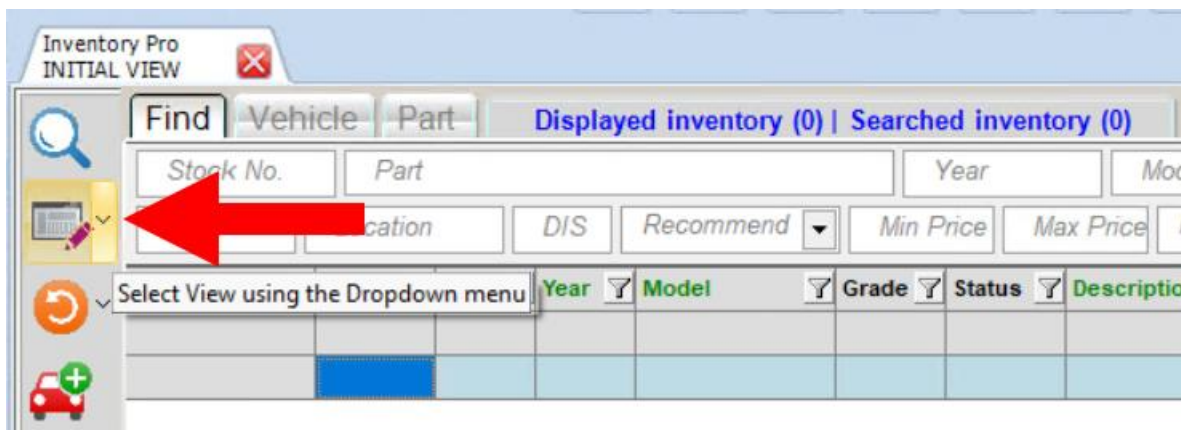 Inventory Pro
INITIAL VIEW
Find Vehicle Part Displayed inventory (0) | Searched inventory (0)
Stock No. Part Year
DIS Recommend Min Price Max Price
Select View using the Dropdown menu Year Model Grade Status